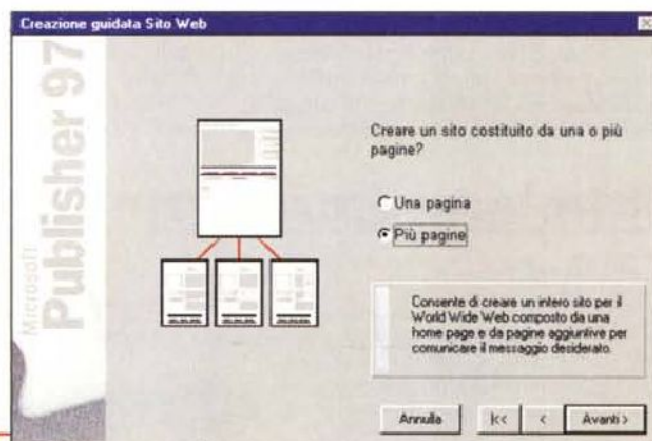 Creazione guidata Sito Web
Microsoft
Publisher 97
Creare un sito costituito da una o più
pagine?
Una pagina
Più pagine
Consente di creare un intero sito per il
World Wide Web composto da una
home page e da pagine aggiuntive per
comunicare il messaggio desiderato.
Annulla
|<<
<
Avanti >